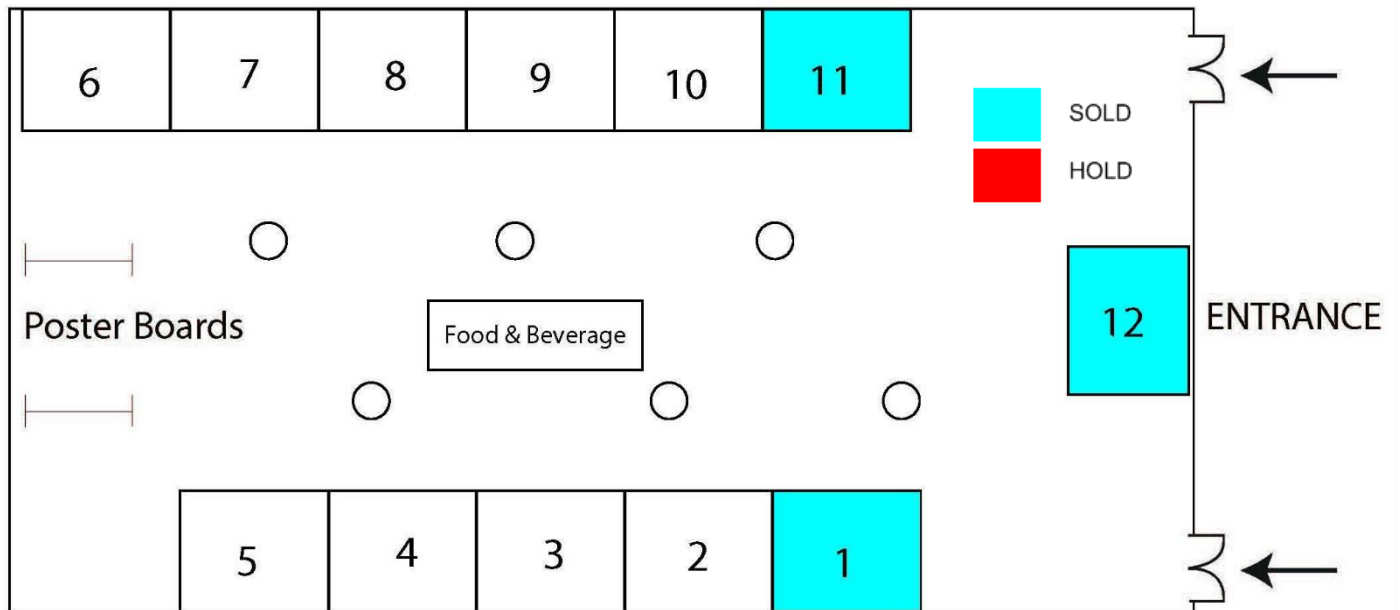 6 7 8 9 10 11
SOLD
HOLD
Poster Boards
Food & Beverage
12
ENTRANCE
5 4 3 2 1